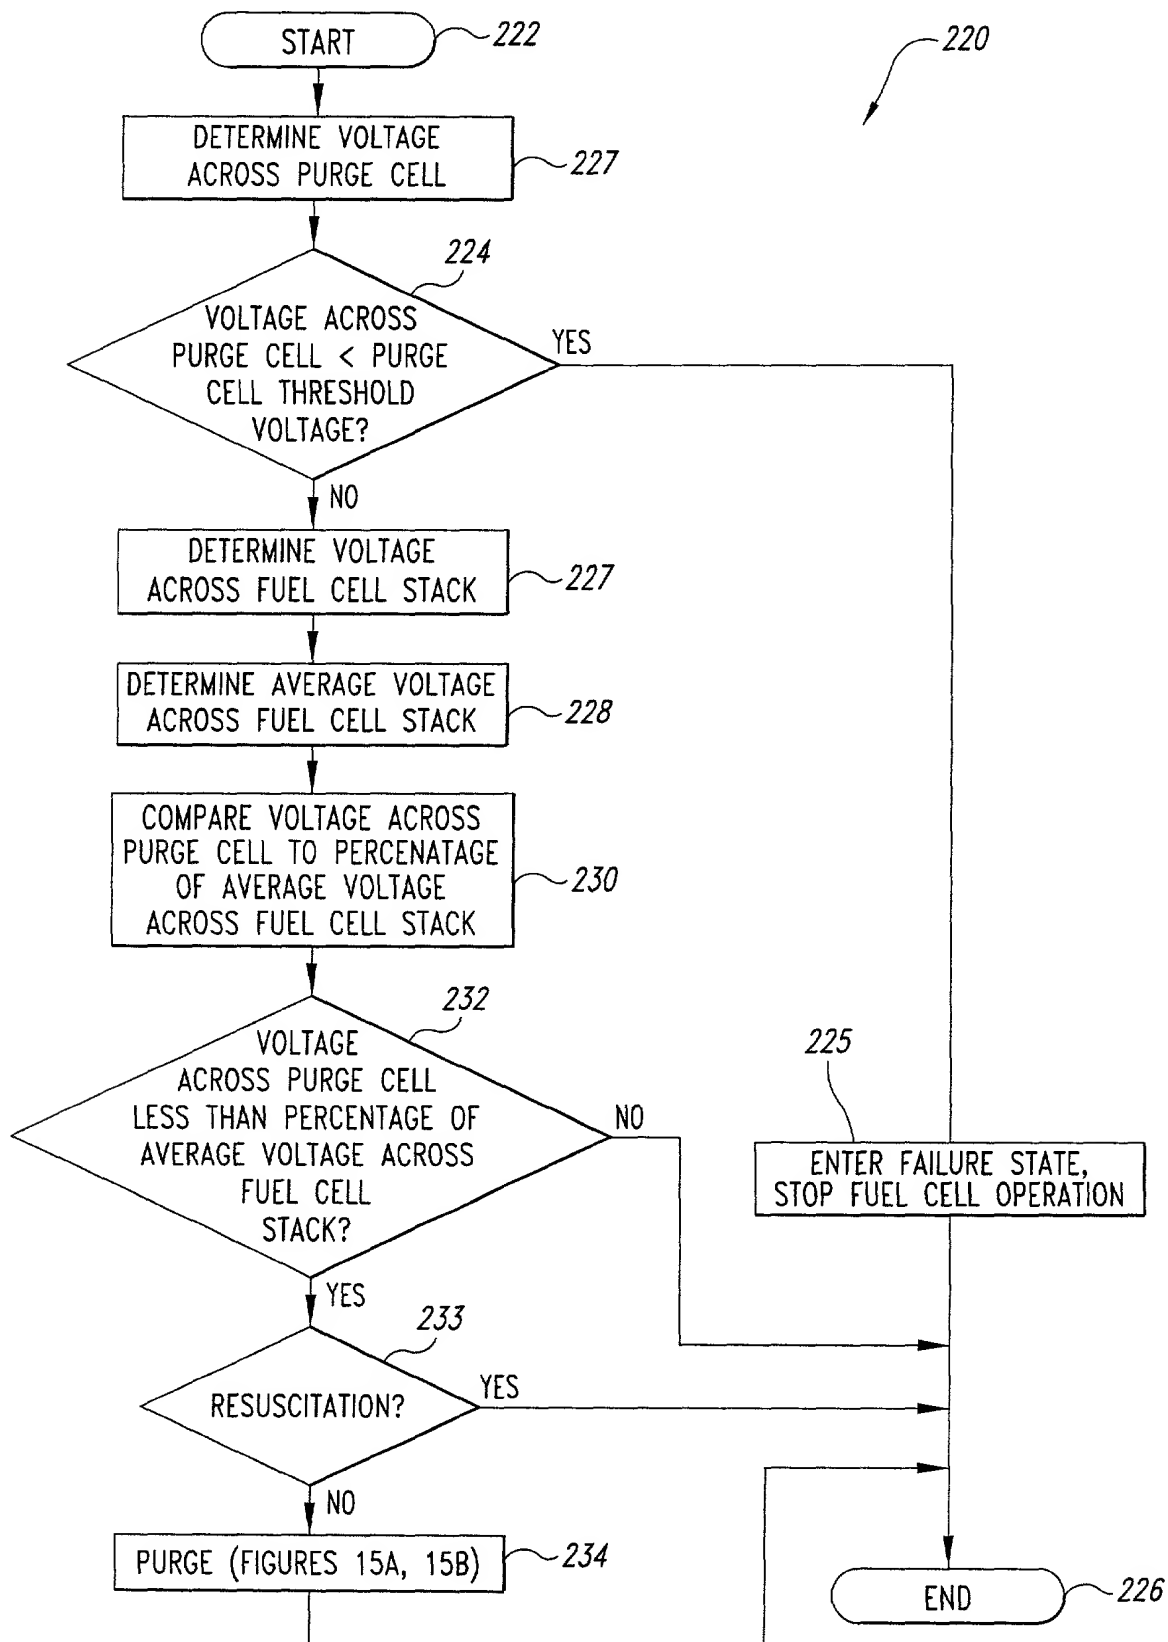 START
222
220
DETERMINE VOLTAGE
ACROSS PURGE CELL
227
224
VOLTAGE ACROSS
PURGE CELL < PURGE
CELL THRESHOLD
VOLTAGE?
YES
NO
DETERMINE VOLTAGE
ACROSS FUEL CELL STACK
227
DETERMINE AVERAGE VOLTAGE
ACROSS FUEL CELL STACK
228
COMPARE VOLTAGE ACROSS
PURGE CELL TO PERCENATAGE
OF AVERAGE VOLTAGE
ACROSS FUEL CELL STACK
230
232
VOLTAGE
ACROSS PURGE CELL
LESS THAN PERCENTAGE OF
AVERAGE VOLTAGE ACROSS
FUEL CELL
STACK?
NO
225
ENTER FAILURE STATE,
STOP FUEL CELL OPERATION
YES
233
RESUSCITATION?
YES
NO
PURGE (FIGURES 15A, 15B)
234
END
226